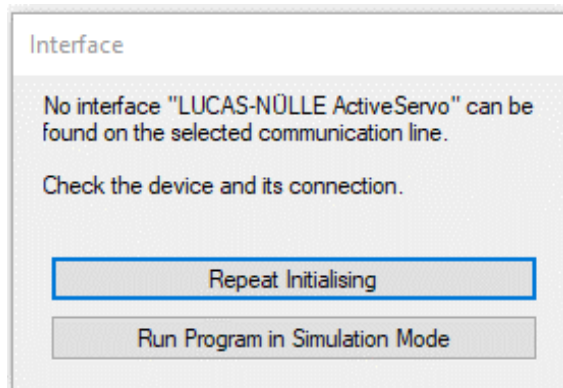 Interface
No interface "LUCAS-NÜLLE ActiveServo" can be
found on the selected communication line.
Check the device and its connection.
Repeat Initialising
Run Program in Simulation Mode